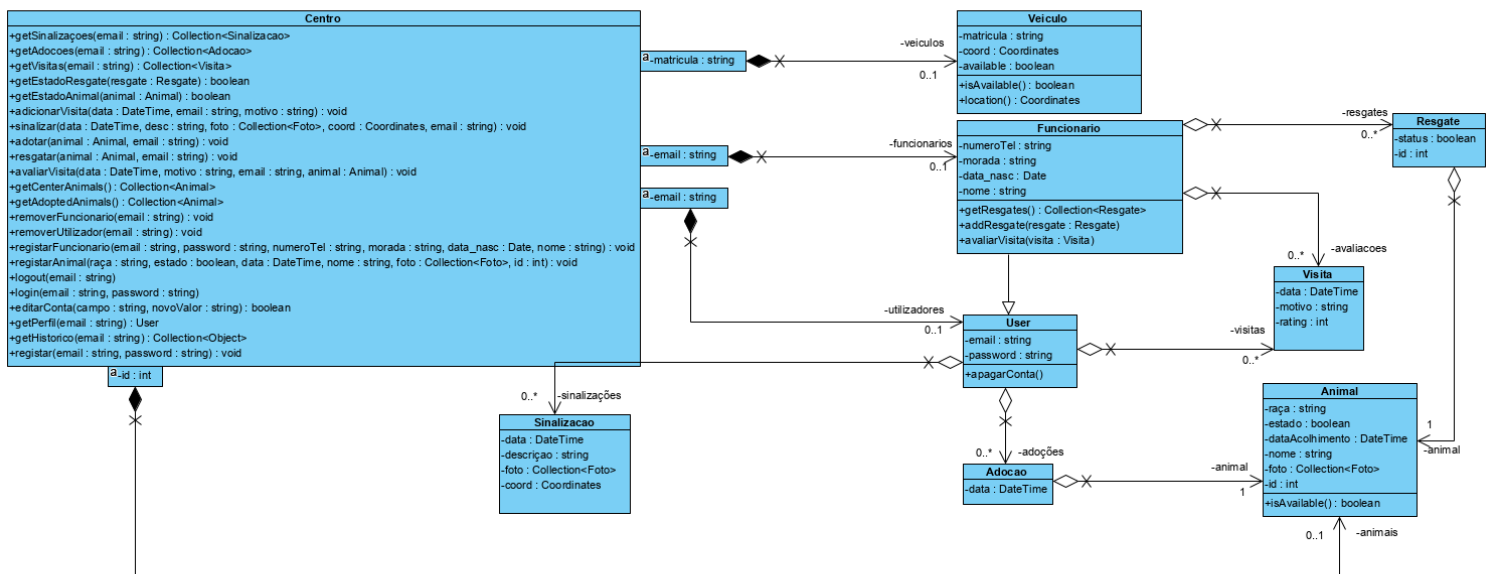 Centro
+getSinalizaçoes(email : string) : Collection<Sinalizacao>
+getAdocoes(email : string) : Collection<Adocao>
+getVisitas(email : string) : Collection<Visita>
+getEstadoResgate(resgate : Resgate) : boolean
+getEstadoAnimal(animal : Animal) : boolean
+adicionarVisita(data : DateTime, email : string, motivo : string) : void
+sinalizar(data : DateTime, desc : string, foto : Collection<Foto>, coord : Coordinates, email : string) : void
+adotar(animal : Animal, email : string) : void
+resgatar(animal : Animal, email : string) : void
+avaliarVisita(data : DateTime, motivo : string, email : string, animal : Animal) : void
+getCenterAnimals() : Collection<Animal>
+getAdoptedAnimals() : Collection<Animal>
+removerFuncionario(email : string) : void
+removerUtilizador(email : string) : void
+registarFuncionario(email : string, password : string, numeroTel : string, morada : string, data_nasc : Date, nome : string) : void
+registarAnimal(raça : string, estado : boolean, data : DateTime, nome : string, foto : Collection<Foto>, id : int) : void
+logout(email : string)
+login(email : string, password : string)
+editarConta(campo : string, novoValor : string) : boolean
+getPerfil(email : string) : User
+getHistorico(email : string) : Collection<Object>
+registar(email : string, password : string) : void
a -matricula : string
a -email : string
a -email : string
a -id : int
-veiculos
0..1
Veiculo
-matricula : string
-coord : Coordinates
-available : boolean
+isAvailable() : boolean
+location() : Coordinates
-funcionários
0..1
Funcionario
-numeroTel : string
-morada : string
-data_nasc : Date
-nome : string
+getResgates() : Collection<Resgate>
+addResgate(resgate : Resgate)
+avaliarVisita(visita : Visita)
-resgates
0..*
Resgate
-status : boolean
-id : int
-avaliacoes
0..*
Visita
-data : DateTime
-motivo : string
-rating : int
-utilizadores
0..1
User
-email : string
-password : string
+apagarConta()
-visitas
0..*
0..*
-sinalizações
Sinalizacao
-data : DateTime
-descriçao : string
-foto : Collection<Foto>
-coord : Coordinates
0..*
-adoções
Adocao
-data : DateTime
-animal
1
Animal
-raça : string
-estado : boolean
-dataAcolhimento : DateTime
-nome : string
-foto : Collection<Foto>
-id : int
+isAvailable() : boolean
1
-animal
0..1
-animais